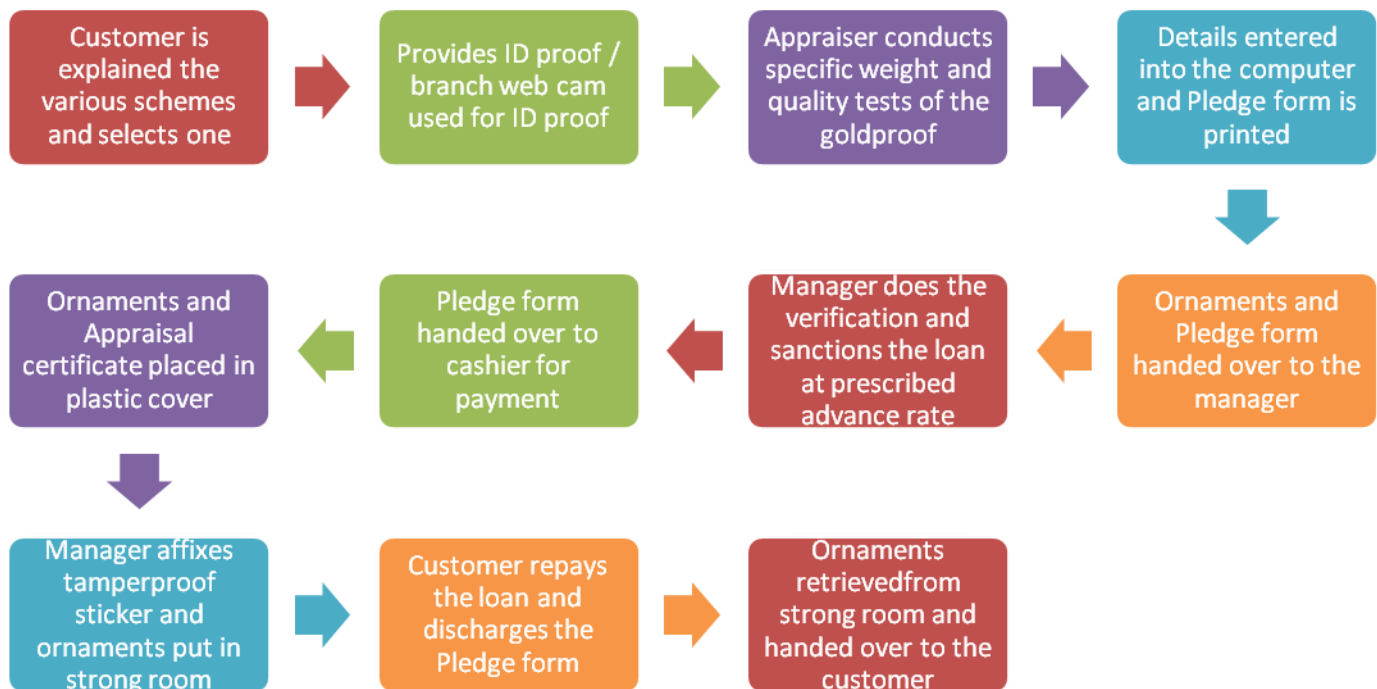 Customer is
explained the
various schemes
and selects one
Provides ID proof /
branch web cam
used for ID proof
Appraiser conducts
specific weight and
quality tests of the
goldproof
Details entered
into the computer
and Pledge form is
printed
Ornaments and
Pledge form
handed over to the
manager
Manager does the
verification and
sanctions the loan
at prescribed
advance rate
Pledge form
handed over to
cashier for
payment
Ornaments and
Appraisal
certificate placed in
plastic cover
Manager affixes
tamperproof
sticker and
ornaments put in
strong room
Customer repays
the loan and
discharges the
Pledge form
Ornaments
retrievedfrom
strong room and
handed over to the
customer